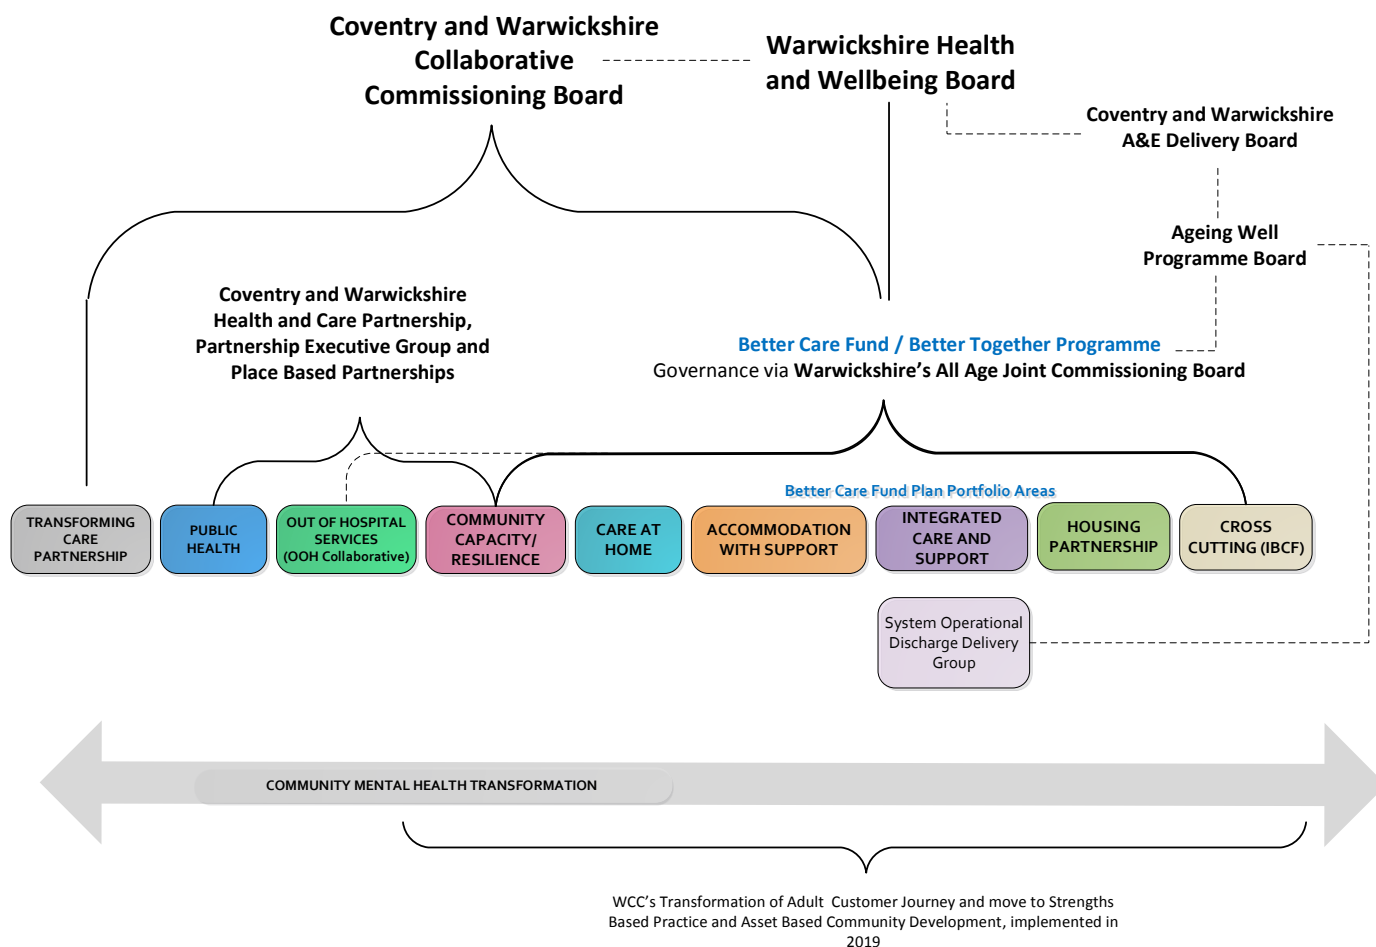 Coventry and Warwickshire
Collaborative
Commissioning Board
Warwickshire Health
and Wellbeing Board
Coventry and Warwickshire
A&E Delivery Board
Ageing Well
Programme Board
Coventry and Warwickshire
Health and Care Partnership,
Partnership Executive Group and
Place Based Partnerships
Better Care Fund / Better Together Programme
Governance via Warwickshire's All Age Joint Commissioning Board
Better Care Fund Plan Portfolio Areas
TRANSFORMING
CARE
PARTNERSHIP
PUBLIC
HEALTH
OUT OF HOSPITAL
SERVICES
(OOH Collaborative)
COMMUNITY
CAPACITY/
RESILIENCE
CARE AT
HOME
ACCOMMODATION
WITH SUPPORT
INTEGRATED
CARE AND
SUPPORT
HOUSING
PARTNERSHIP
CROSS
CUTTING (IBCF)
System Operational
Discharge Delivery
Group
COMMUNITY MENTAL HEALTH TRANSFORMATION
WCC's Transformation of Adult Customer Journey and move to Strengths
Based Practice and Asset Based Community Development, implemented in
2019